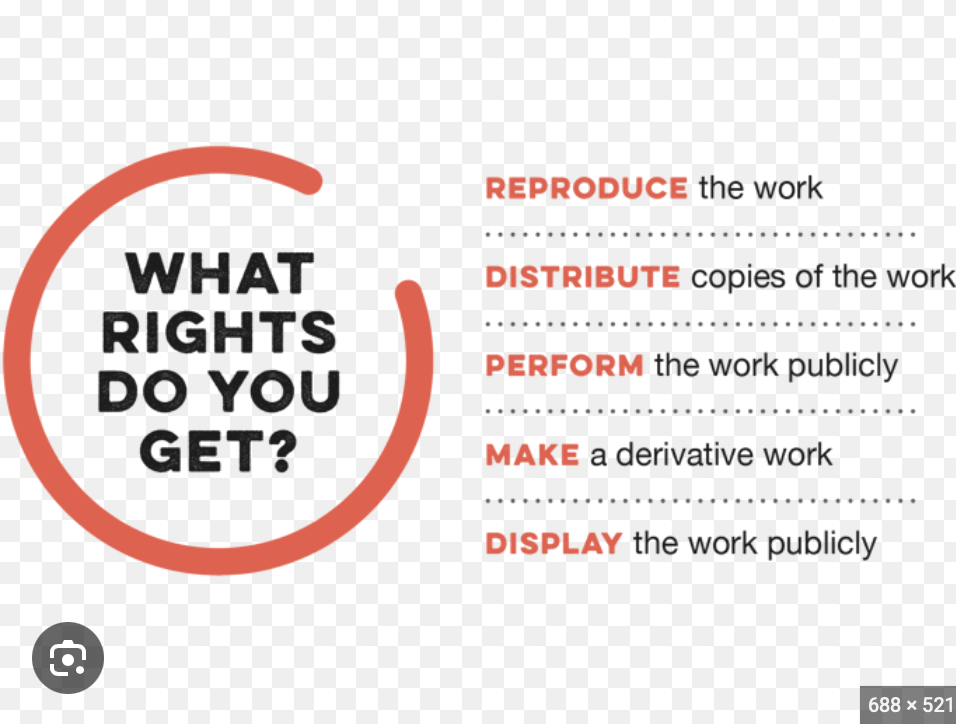 WHAT
RIGHTS
DO YOU
GET?
REPRODUCE the work
DISTRIBUTE copies of the work
PERFORM the work publicly
MAKE a derivative work
DISPLAY the work publicly
688 × 521